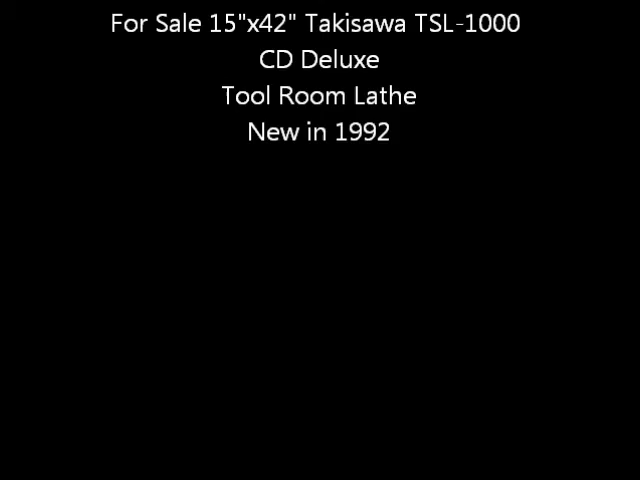 For Sale 15"x42" Takisawa TSL-1000
CD Deluxe
Tool Room Lathe
New in 1992